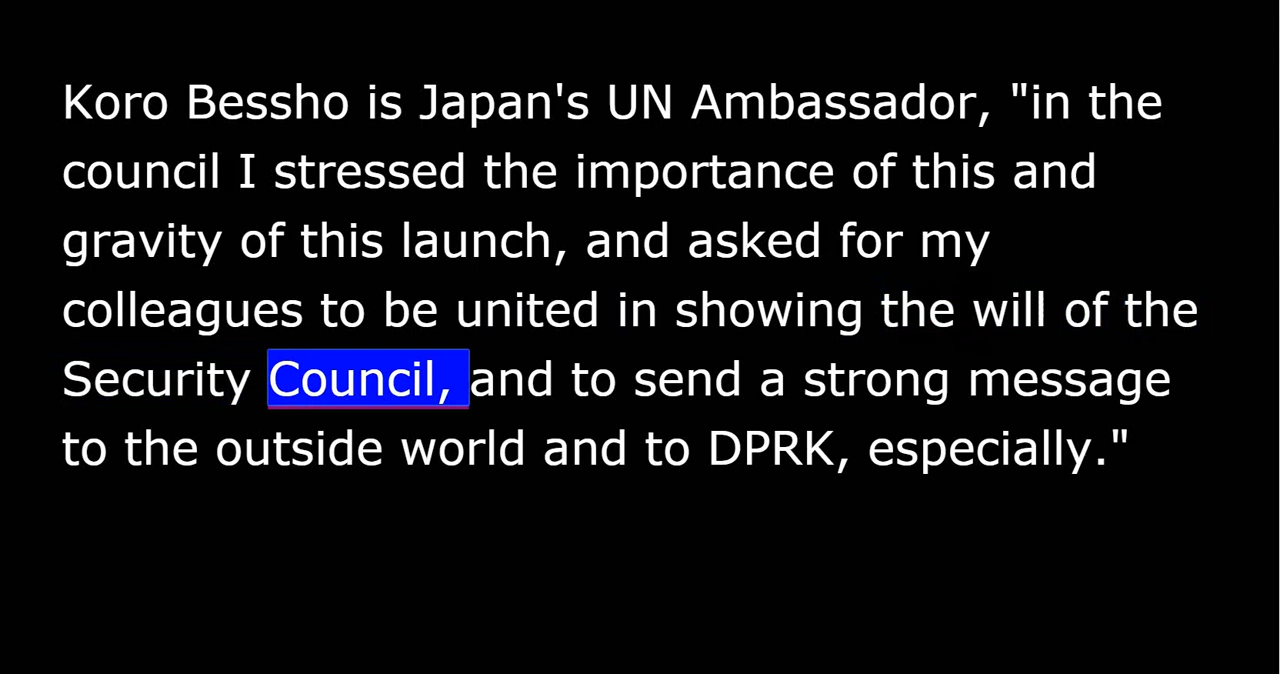 Koro Bessho is Japan's UN Ambassador, "in the
council I stressed the importance of this and
gravity of this launch, and asked for my
colleagues to be united in showing the will of the
Security Council, and to send a strong message
to the outside world and to DPRK, especially."